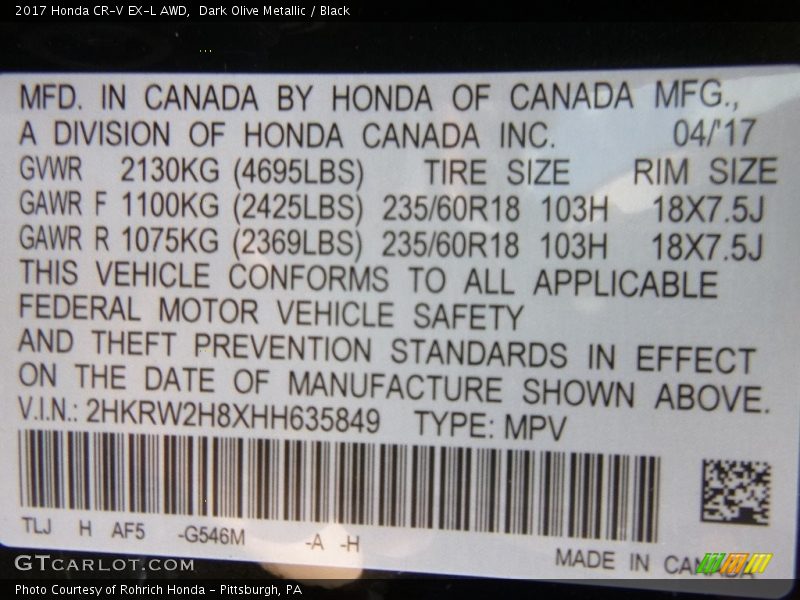 2017 Honda CR-V EX-L AWD, Dark Olive Metallic / Black
MFD. IN CANADA BY HONDA OF CANADA MFG.,
A DIVISION OF HONDA CANADA INC. 04/'17
GVWR 2130KG (4695LBS) TIRE SIZE RIM SIZE
GAWR F 1100KG (2425LBS) 235/60R18 103H 18X7.5J
GAWR R 1075KG (2369LBS) 235/60R18 103H 18X7.5J
THIS VEHICLE CONFORMS TO ALL APPLICABLE
FEDERAL MOTOR VEHICLE SAFETY
AND THEFT PREVENTION STANDARDS IN EFFECT
ON THE DATE OF MANUFACTURE SHOWN ABOVE.
V.I.N.: 2HKRW2H8XHH635849 TYPE: MPV
TLJ H AF5 -G546M -A -H
MADE IN CANADA
GTCARLOT.COM
Photo Courtesy of Rohrich Honda - Pittsburgh, PA